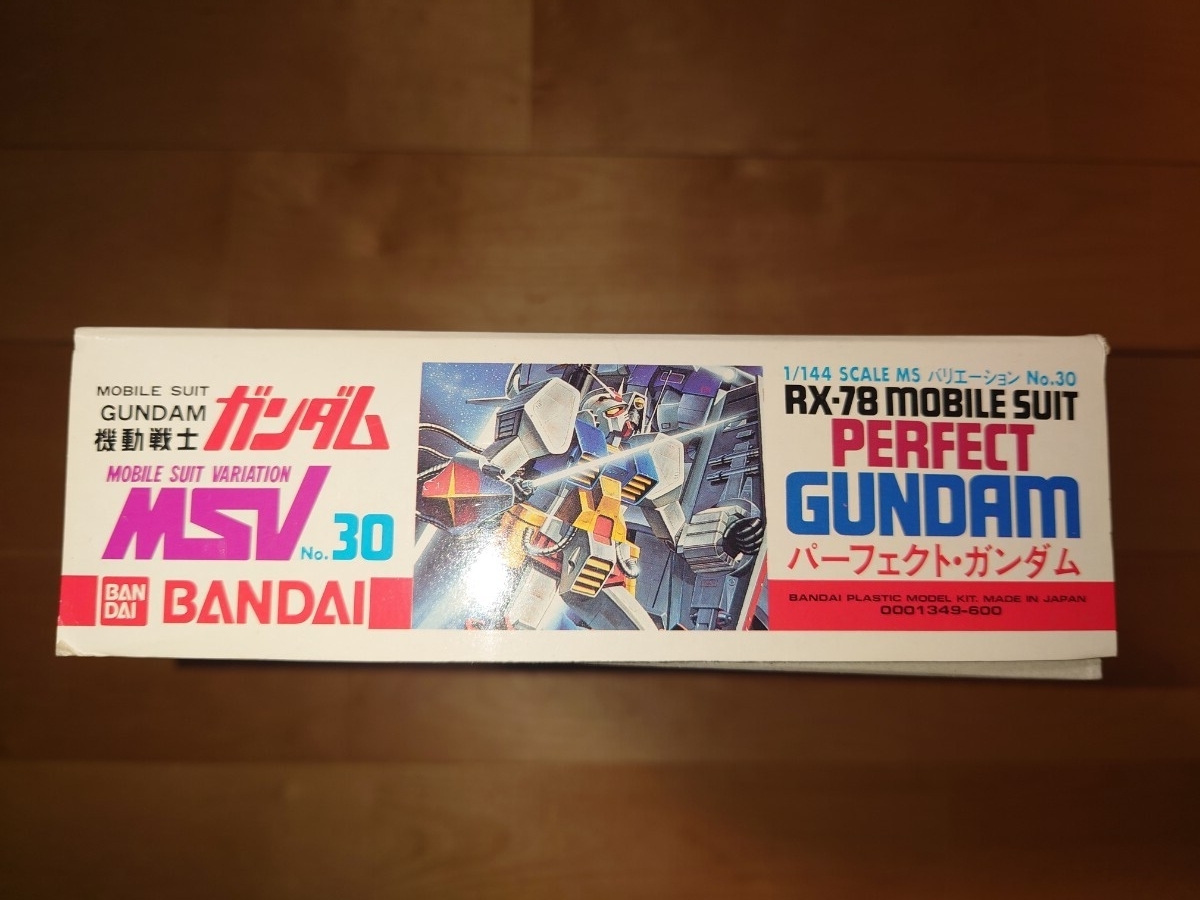 MOBILE SUIT
GUNDAM
機動戦士
ガンダム
MOBILE SUIT VARIATION
MSV No.30
BAN
DAI
BANDAI
1/144 SCALE MS バリエーション No.30
RX-78 MOBILE SUIT
PERFECT
GUNDAM
パーフェクト・ガンダム
BANDAI PLASTIC MODEL KIT. MADE IN JAPAN
0001349-600